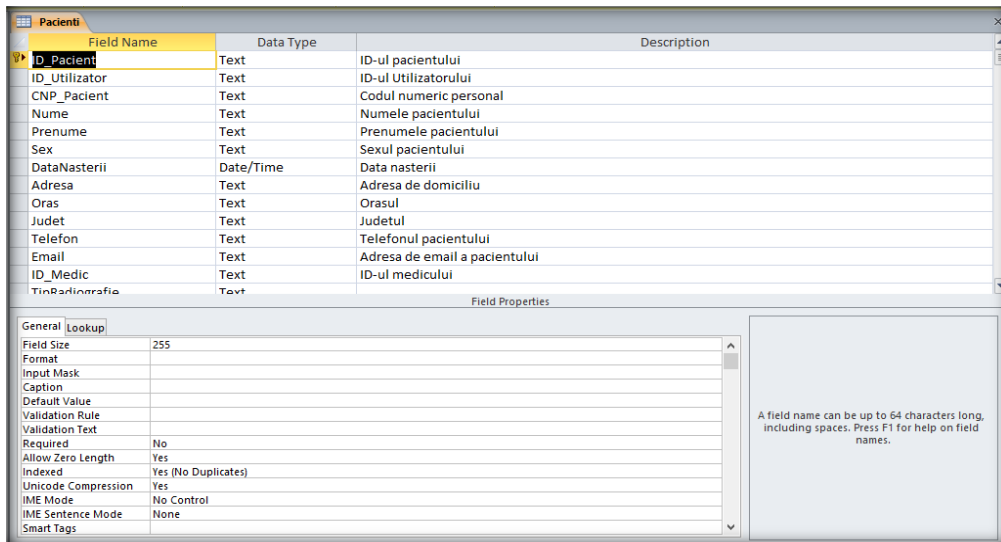 Pacienti
Field Name Data Type Description
ID_Pacient Text ID-ul pacientului
ID_Utilizator Text ID-ul Utilizatorului
CNP_Pacient Text Codul numeric personal
Nume Text Numele pacientului
Prenume Text Prenumele pacientului
Sex Text Sexul pacientului
DataNasterii Date/Time Data nasterii
Adresa Text Adresa de domiciliu
Oras Text Orasul
Judet Text Judetul
Telefon Text Telefonul pacientului
Email Text Adresa de email a pacientului
ID_Medic Text ID-ul medicului
TipRadiografie Text
Field Properties
General Lookup
Field Size 255
Format
Input Mask
Caption
Default Value
Validation Rule
Validation Text
Required No
Allow Zero Length Yes
Indexed Yes (No Duplicates)
Unicode Compression Yes
IME Mode No Control
IME Sentence Mode None
Smart Tags
A field name can be up to 64 characters long,
including spaces. Press F1 for help on field
names.